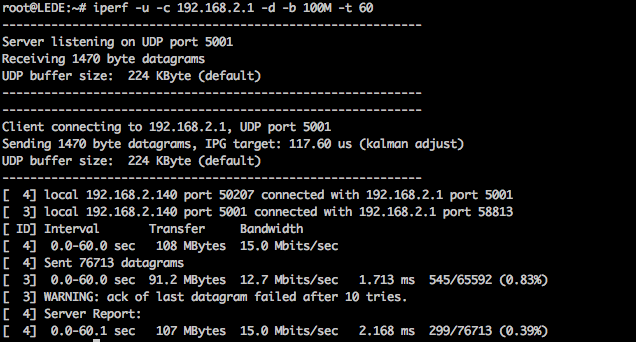 root@LEDE:~# iperf -u -c 192.168.2.1 -d -b 100M -t 60
------------------------------------------------------------
Server listening on UDP port 5001
Receiving 1470 byte datagrams
UDP buffer size:  224 KByte (default)
------------------------------------------------------------
------------------------------------------------------------
Client connecting to 192.168.2.1, UDP port 5001
Sending 1470 byte datagrams, IPG target: 117.60 us (kalman adjust)
UDP buffer size:  224 KByte (default)
------------------------------------------------------------
[  4] local 192.168.2.140 port 50207 connected with 192.168.2.1 port 5001
[  3] local 192.168.2.140 port 5001 connected with 192.168.2.1 port 58813
[ ID] Interval       Transfer     Bandwidth
[  4]  0.0-60.0 sec   108 MBytes  15.0 Mbits/sec
[  4] Sent 76713 datagrams
[  3]  0.0-60.0 sec  91.2 MBytes  12.7 Mbits/sec   1.713 ms  545/65592 (0.83%)
[  3] WARNING: ack of last datagram failed after 10 tries.
[  4] Server Report:
[  4]  0.0-60.1 sec   107 MBytes  15.0 Mbits/sec   2.168 ms  299/76713 (0.39%)